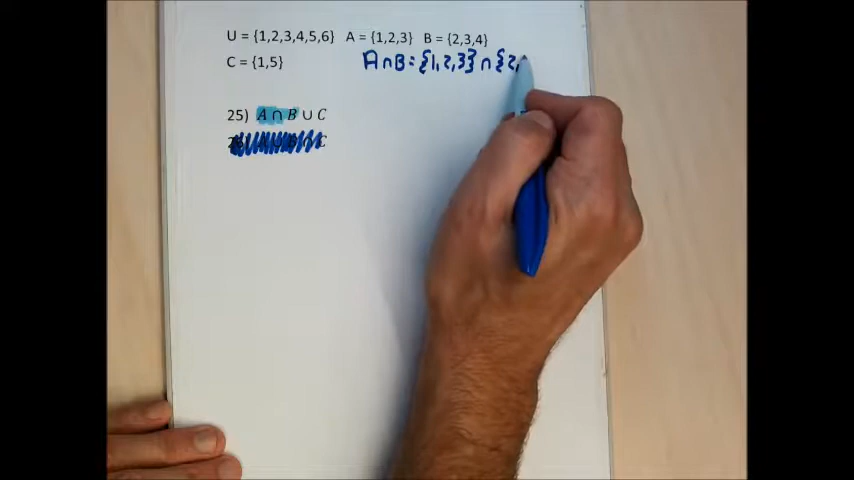 U = {1,2,3,4,5,6} A = {1,2,3} B = {2,3,4}
C = {1,5} A∩B = {1,2,3} ∩ {2,
25) A ∩ B ∪ C